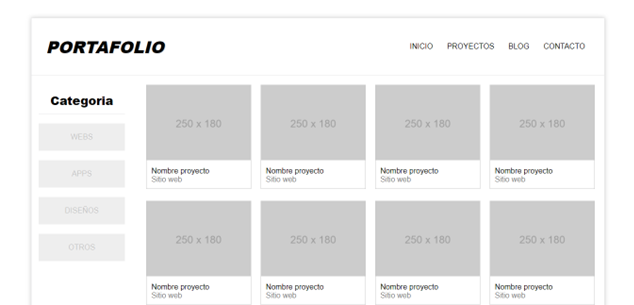 PORTAFOLIO
INICIO PROYECTOS BLOG CONTACTO
Categoria
WEBS
APPS
DISEÑOS
OTROS
250 x 180 250 x 180 250 x 180 250 x 180
Nombre proyecto Nombre proyecto Nombre proyecto Nombre proyecto
Sitio web Sitio web Sitio web Sitio web
250 x 180 250 x 180 250 x 180 250 x 180
Nombre proyecto Nombre proyecto Nombre proyecto Nombre proyecto
Sitio web Sitio web Sitio web Sitio web